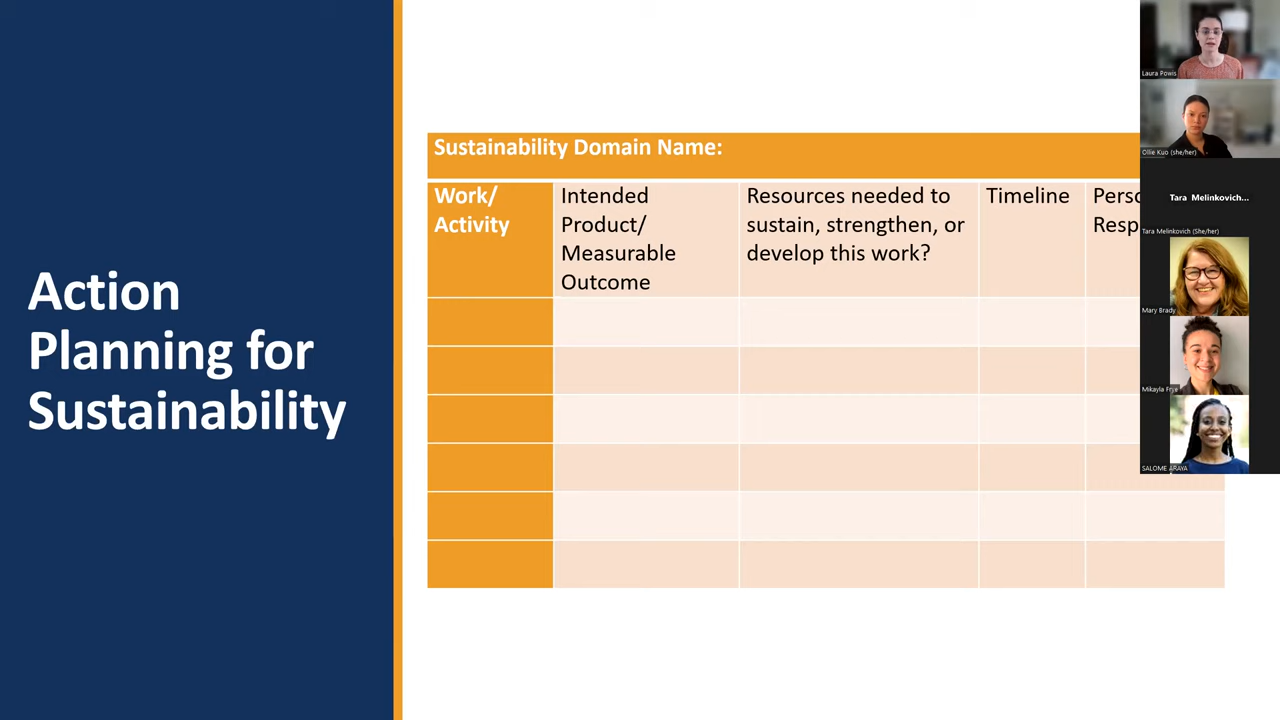 Action
Planning for
Sustainability
Sustainability Domain Name:
Work/
Activity
Intended
Product/
Measurable
Outcome
Resources needed to
sustain, strengthen, or
develop this work?
Timeline
Perso
Resp
Laura Powis
Ollie Kuo (she/her)
Tara Melinkovich...
Tara Melinkovich (She/her)
Mary Brady
Mikayla Frye
SALOME ARAYA